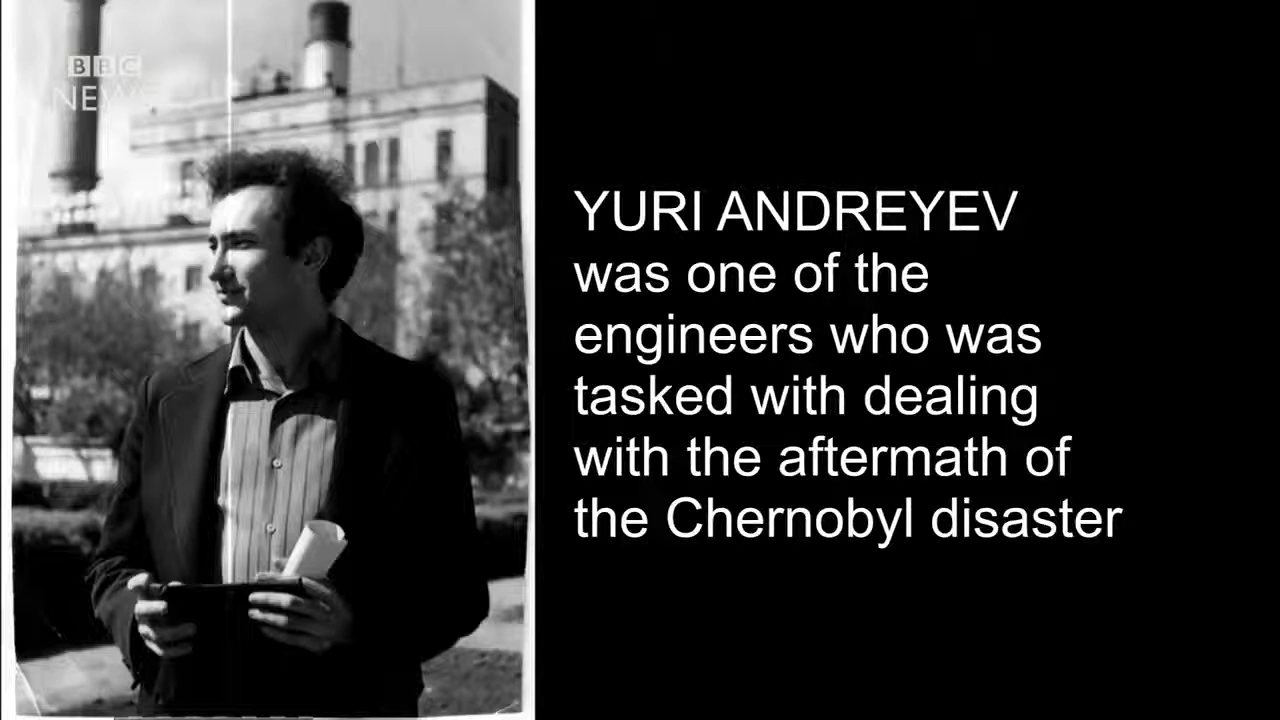 BBC
NEWS
YURI ANDREYEV
was one of the
engineers who was
tasked with dealing
with the aftermath of
the Chernobyl disaster